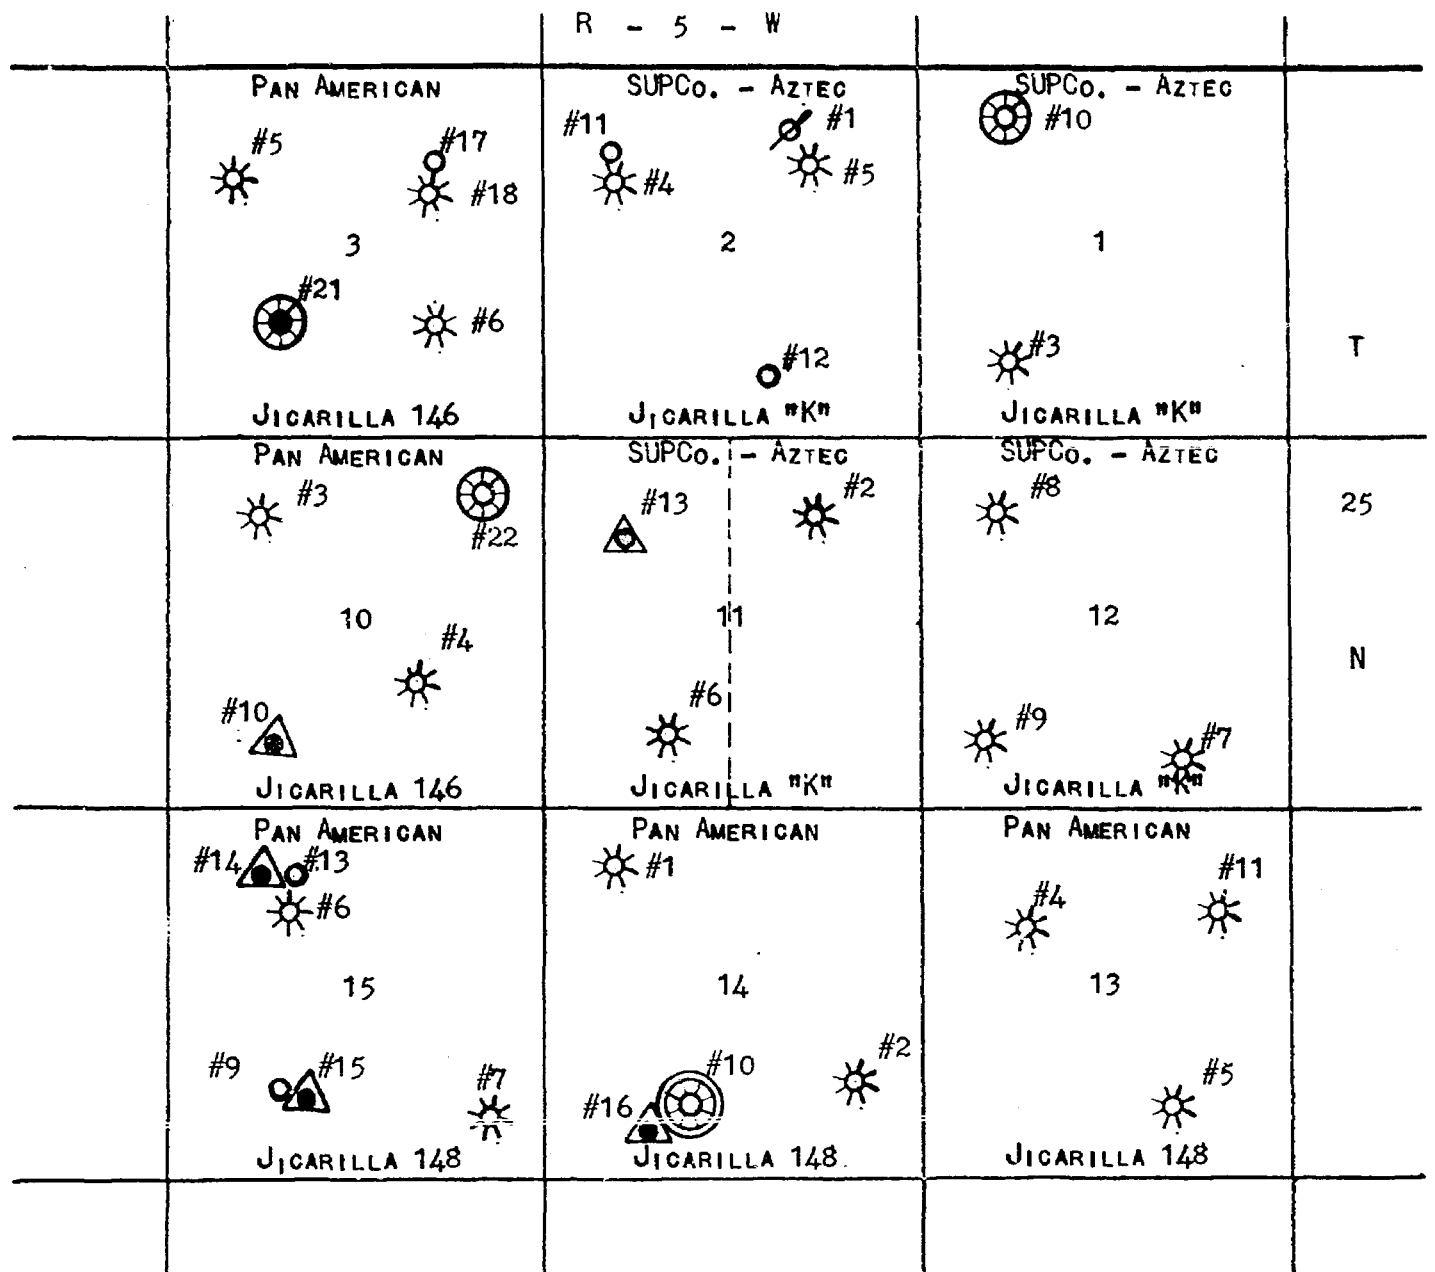 R - 5 - W
PAN AMERICAN
#5
#17
#18
3
#21
#6
JICARILLA 146
SUPCO. - AZTEC
#11
#1
#4
#5
2
#12
JICARILLA "K"
SUPCO. - AZTEC
#10
1
#3
JICARILLA "K"
T
PAN AMERICAN
#3
#22
10
#4
#10
JICARILLA 146
SUPCO. - AZTEC
#13
#2
11
#6
JICARILLA "K"
SUPCO. - AZTEC
#8
12
#9
#7
JICARILLA "K"
25
N
PAN AMERICAN
#14
#13
#6
15
#9
#15
#7
JICARILLA 148
PAN AMERICAN
#1
14
#10
#2
#16
JICARILLA 148
PAN AMERICAN
#4
#11
13
#5
JICARILLA 148